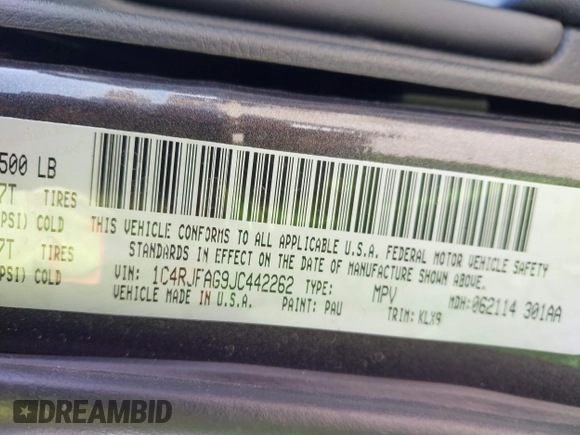 500 LB
7T TIRES
PSI) COLD
7T TIRES
PSI) COLD
THIS VEHICLE CONFORMS TO ALL APPLICABLE U.S.A. FEDERAL MOTOR VEHICLE SAFETY
STANDARDS IN EFFECT ON THE DATE OF MANUFACTURE SHOWN ABOVE.
VIN: 1C4RJFAG9JC442262 TYPE: MPV MDH: 062114 301AA
VEHICLE MADE IN U.S.A. PAINT: PAU TRIM: KLX9
DREAMBID